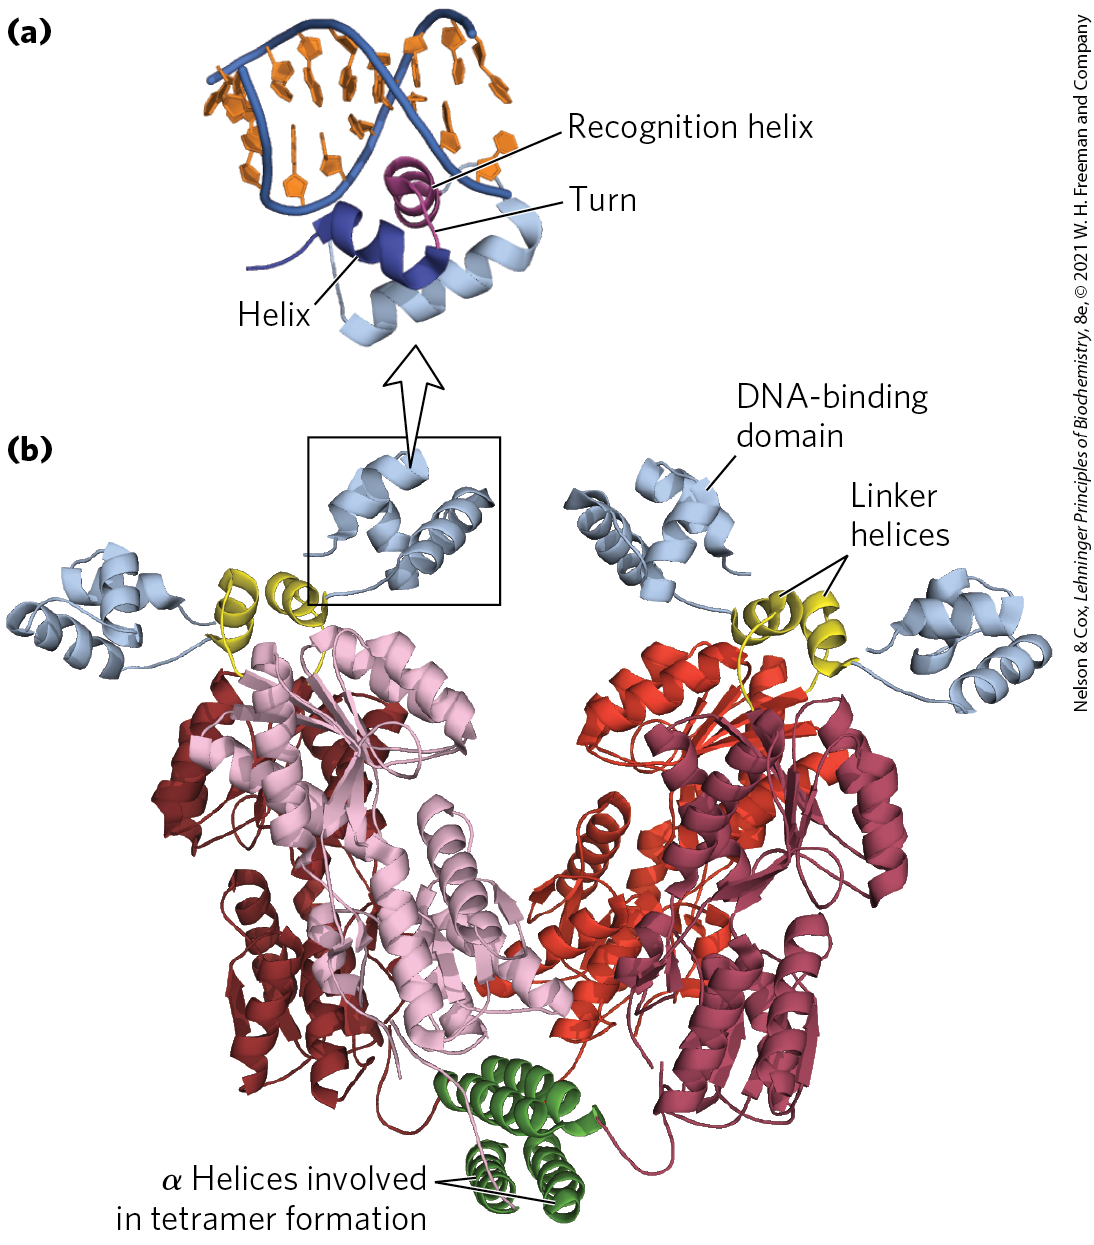 (a)
Recognition helix
Turn
Helix
(b)
DNA-binding
domain
Linker
helices
α Helices involved
in tetramer formation
Nelson & Cox, Lehninger Principles of Biochemistry, 8e, © 2021 W. H. Freeman and Company